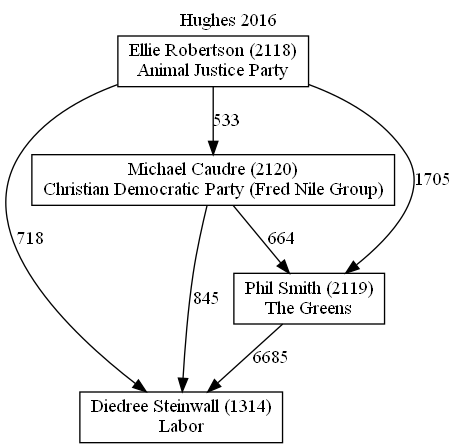 Hughes 2016
Ellie Robertson (2118)
Animal Justice Party
533
1705
Michael Caudre (2120)
Christian Democratic Party (Fred Nile Group)
718
664
845
Phil Smith (2119)
The Greens
6685
Diedree Steinwall (1314)
Labor